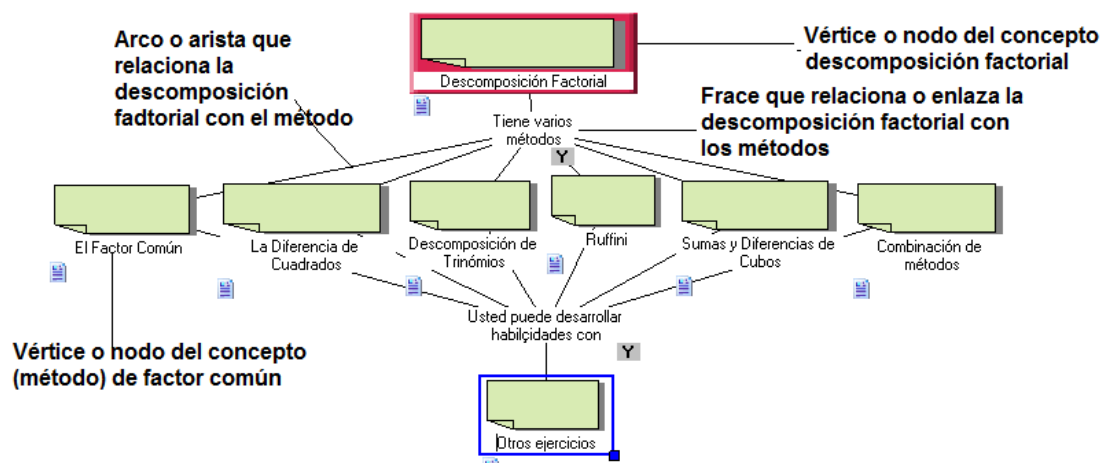 Arco o arista que
relaciona la
descomposición
fadtorial con el método
Vértice o nodo del concepto
descomposición factorial
Descomposición Factorial
Frace que relaciona o enlaza la
descomposición factorial con
los métodos
Tiene varios
métodos
Y
El Factor Común
La Diferencia de
Cuadrados
Descomposición de
Trinómios
Ruffini
Sumas y Diferencias de
Cubos
Combinación de
métodos
Usted puede desarrollar
habilçidades con
Y
Vértice o nodo del concepto
(método) de factor común
Otros ejercicios